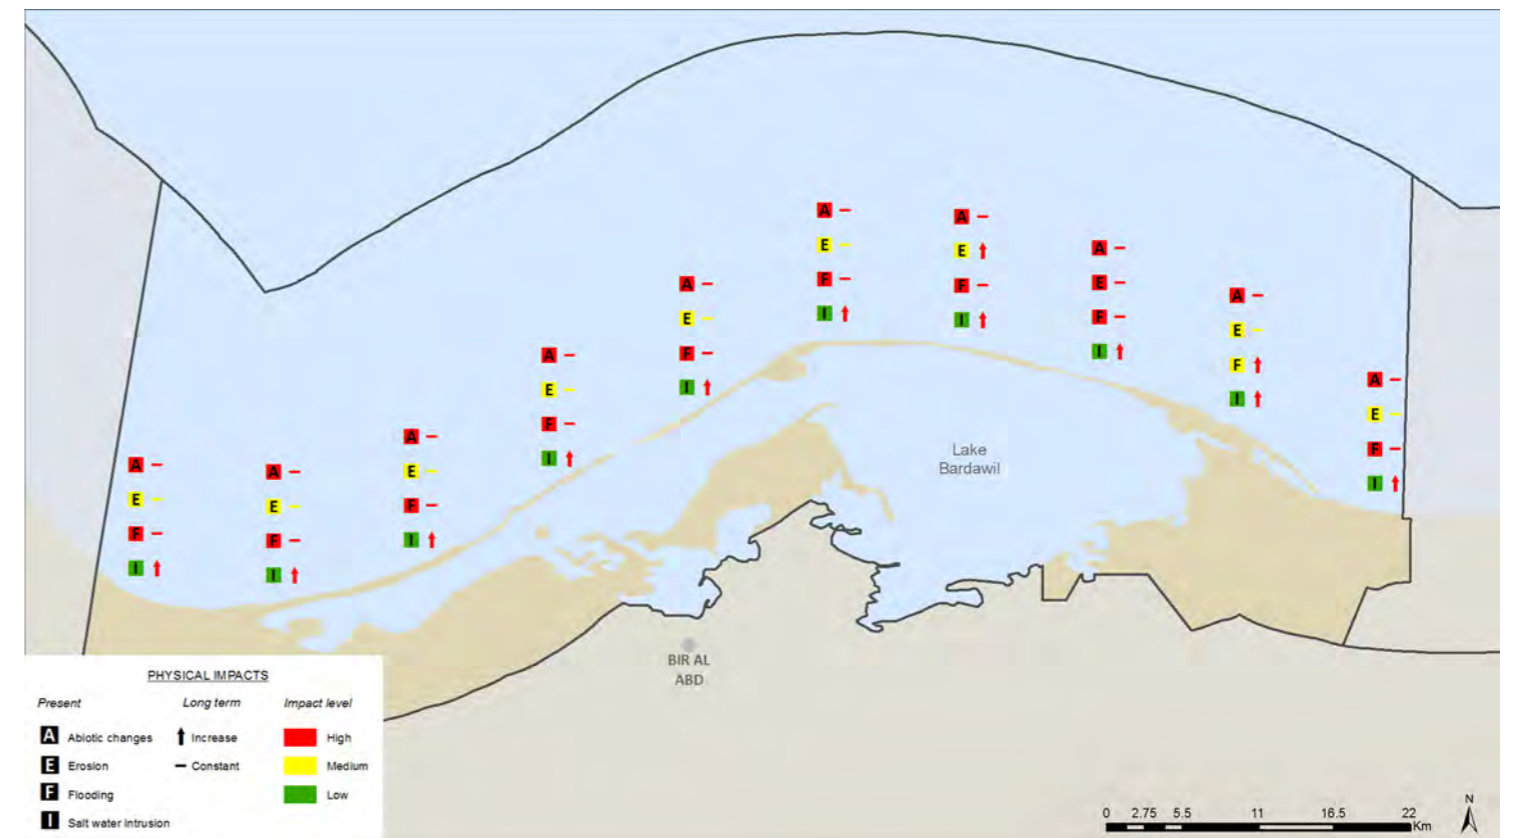 A
E
F
I
A
E
F
I
A
E
F
I
A
E
F
I
A
E
F
I
A
E
F
I
A
E
F
I
A
E
F
I
A
E
F
I
A
E
F
I
Lake
Bardawil
BIR AL
ABD
PHYSICAL IMPACTS
Present Long term Impact level
A Abiotic changes Increase High
E Erosion Constant Medium
F Flooding Low
I Salt water intrusion
0 2.75 5.5 11 16.5 22
Km
N